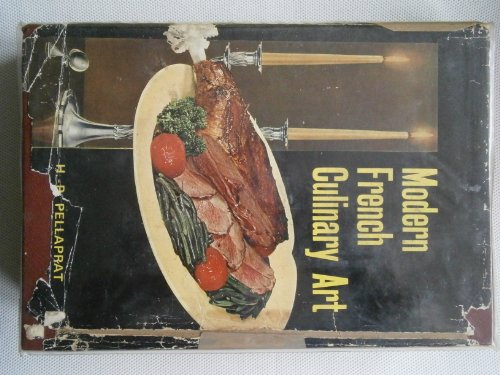 Modern
French
Culinary Art
H. P. PELLAPRAT